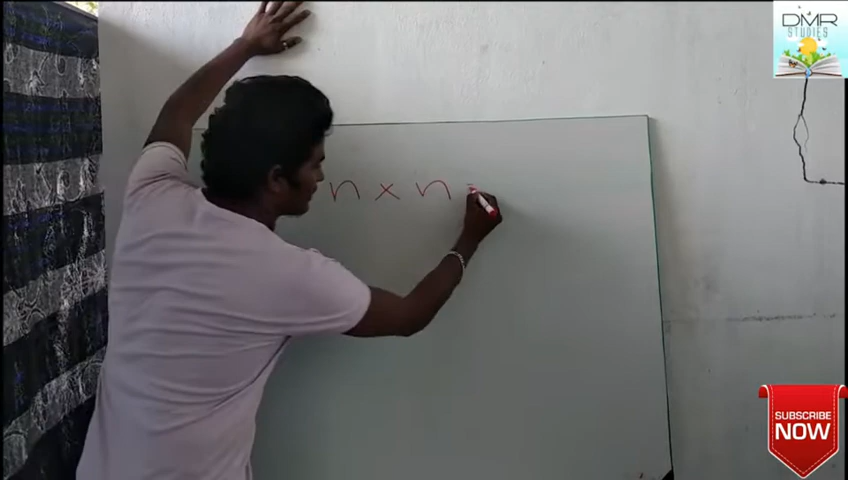 DMR
STUDIES
n × n =
SUBSCRIBE
NOW